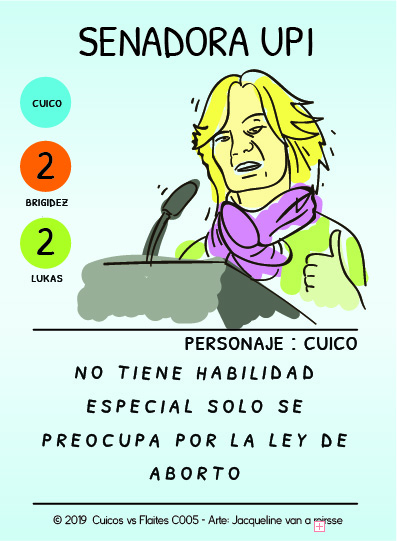 SENADORA UPI
CUICO
2
BRIGIDEZ
2
LUKAS
PERSONAJE : CUICO
NO TIENE HABILIDAD
ESPECIAL SOLO SE
PREOCUPA POR LA LEY DE
ABORTO
© 2019 Cuicos vs Flaites C005 - Arte: Jacqueline van a